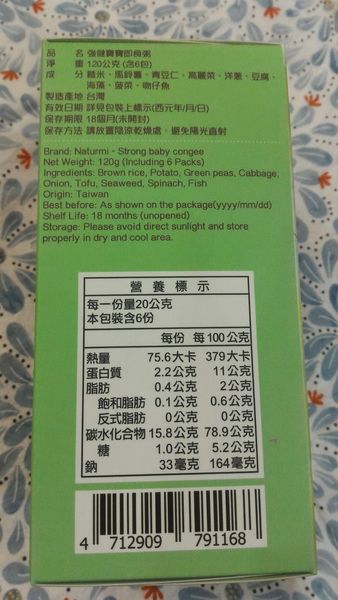 品　名 強健寶寶即食粥
淨　重 120公克 (含6包)
成　分 糙米、馬鈴薯、青豆仁、高麗菜、洋蔥、豆腐、
海藻、菠菜、吻仔魚
製造產地 台灣
有效日期 詳見包裝上標示(西元年/月/日)
保存期限 18個月(未開封)
保存方法 請放置陰涼乾燥處，避免陽光直射
Brand: Naturmi - Strong baby congee
Net Weight: 120g (Including 6 Packs)
Ingredients: Brown rice, Potato, Green peas, Cabbage,
Onion, Tofu, Seaweed, Spinach, Fish
Origin: Taiwan
Best before: As shown on the package(yyyy/mm/dd)
Shelf Life: 18 months (unopened)
Storage: Please avoid direct sunlight and store
properly in dry and cool area.
營養標示
每一份量20公克
本包裝含6份
每份 每100公克
熱量 75.6大卡 379大卡
蛋白質 2.2公克 11公克
脂肪 0.4公克 2公克
飽和脂肪 0.1公克 0.6公克
反式脂肪 0公克 0公克
碳水化合物 15.8公克 78.9公克
糖 1.0公克 5.2公克
鈉 33毫克 164毫克
4 712909 791168